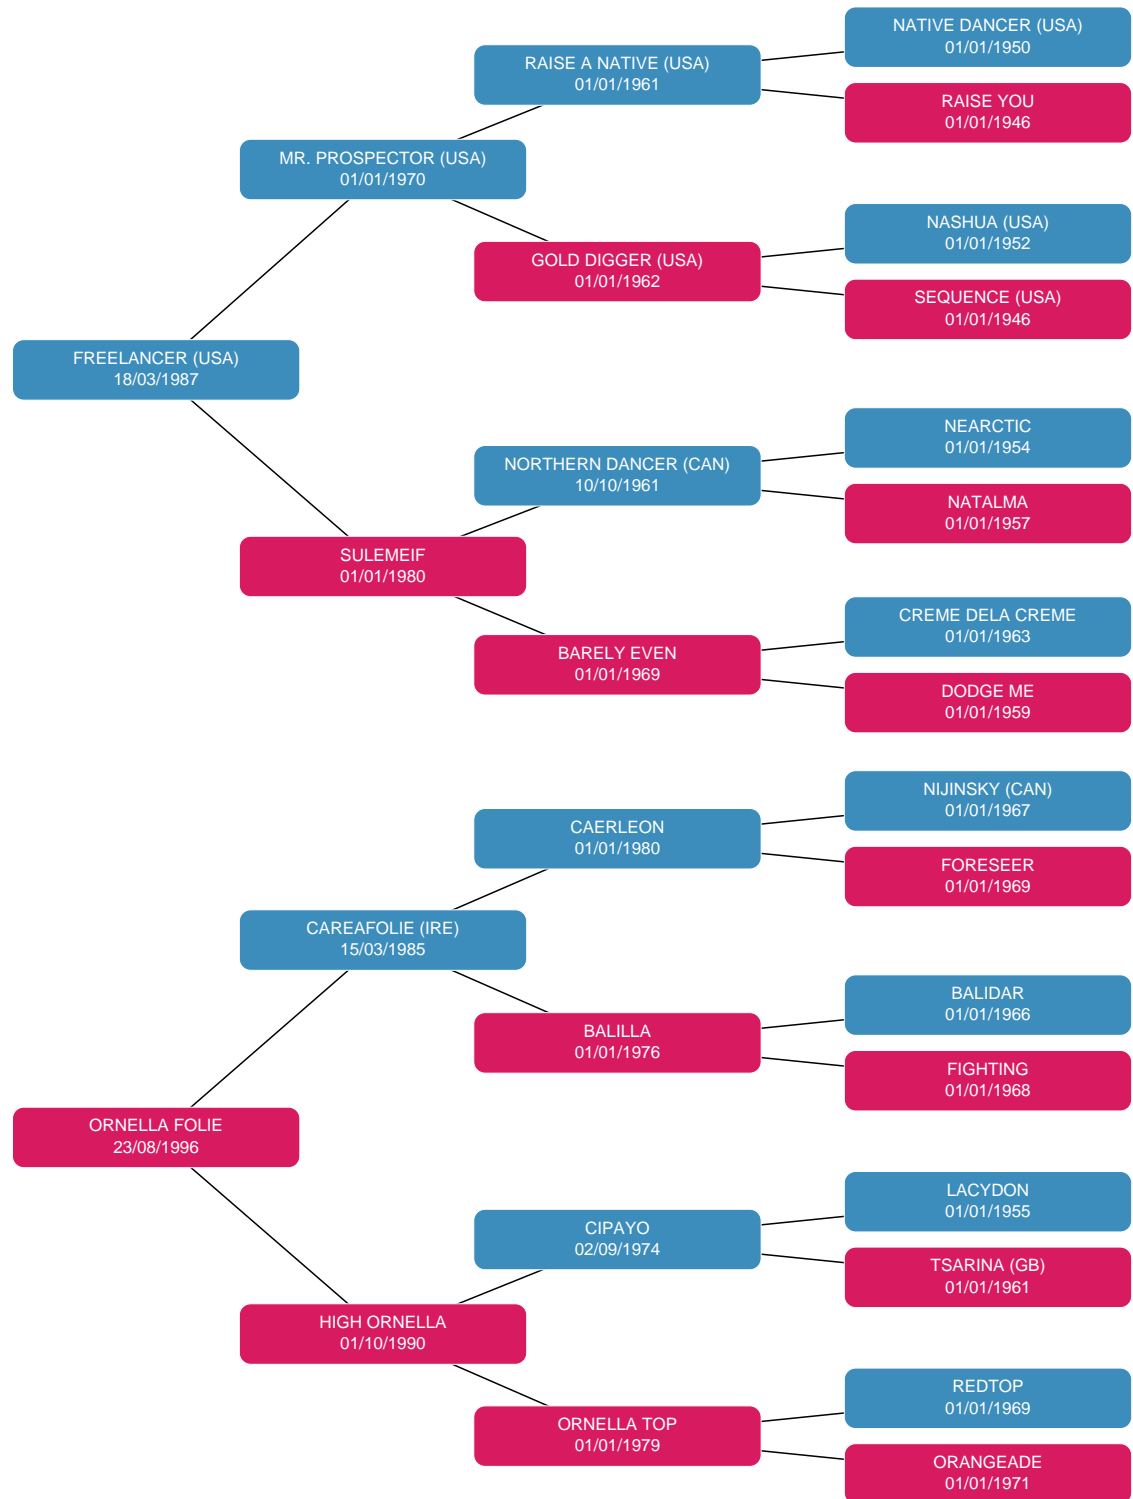 NATIVE DANCER (USA)
01/01/1950
RAISE A NATIVE (USA)
01/01/1961
RAISE YOU
01/01/1946
MR. PROSPECTOR (USA)
01/01/1970
NASHUA (USA)
01/01/1952
GOLD DIGGER (USA)
01/01/1962
SEQUENCE (USA)
01/01/1946
FREELANCER (USA)
18/03/1987
NEARCTIC
01/01/1954
NORTHERN DANCER (CAN)
10/10/1961
NATALMA
01/01/1957
SULEMEIF
01/01/1980
CREME DELA CREME
01/01/1963
BARELY EVEN
01/01/1969
DODGE ME
01/01/1959
NIJINSKY (CAN)
01/01/1967
CAERLEON
01/01/1980
FORESEER
01/01/1969
CAREAFOLIE (IRE)
15/03/1985
BALIDAR
01/01/1966
BALILLA
01/01/1976
FIGHTING
01/01/1968
ORNELLA FOLIE
23/08/1996
LACYDON
01/01/1955
CIPAYO
02/09/1974
TSARINA (GB)
01/01/1961
HIGH ORNELLA
01/10/1990
REDTOP
01/01/1969
ORNELLA TOP
01/01/1979
ORANGEADE
01/01/1971